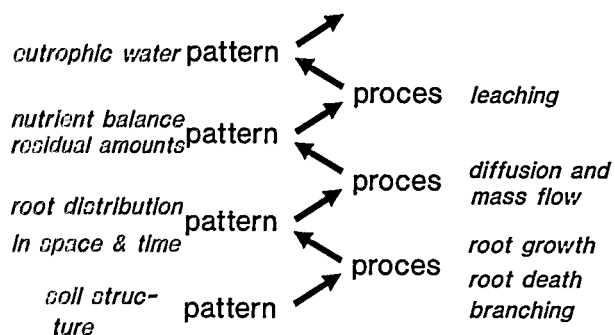 eutrophic water pattern
proces leaching
nutrient balance
residual amounts pattern
proces diffusion and
mass flow
root distribution
pattern
in space & time
proces root growth
root death
branching
soil struc-
ture
pattern